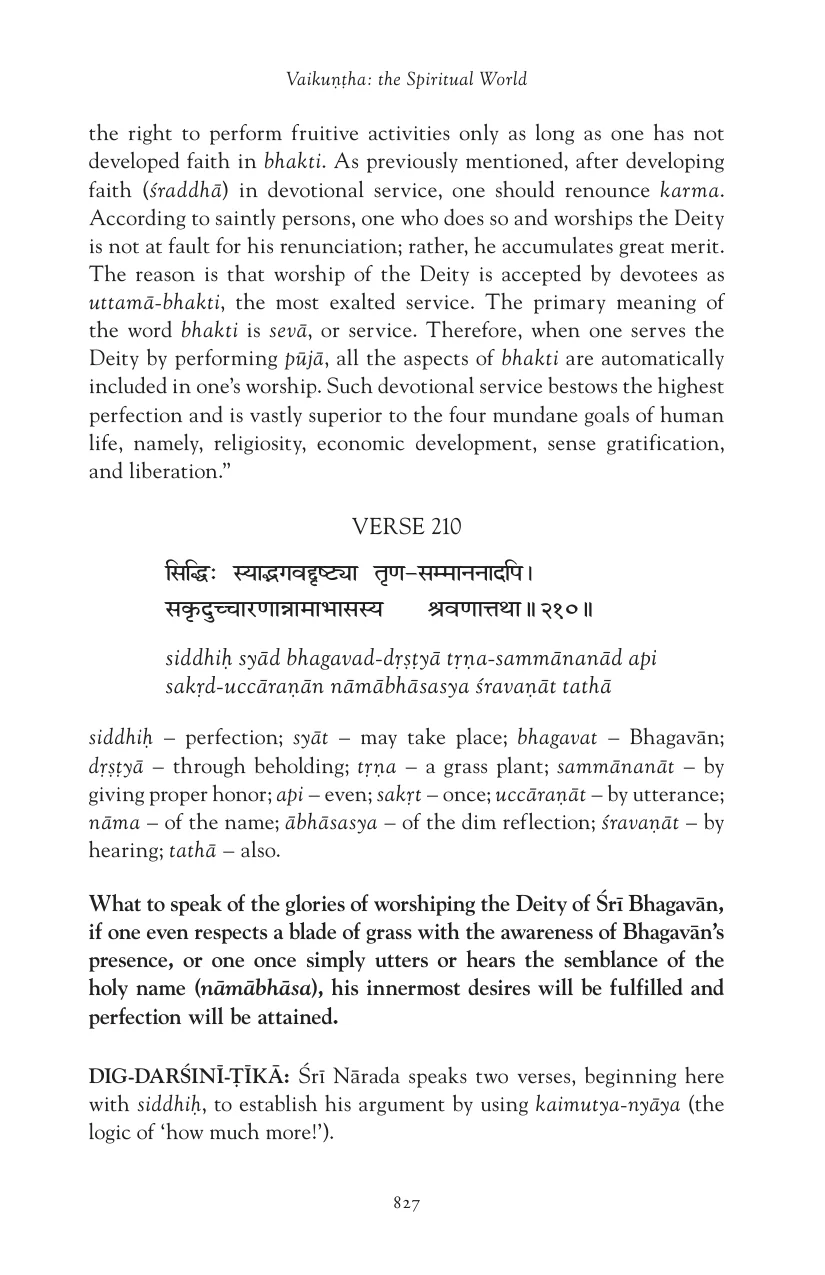 Vaikuṇṭha: the Spiritual World
the right to perform fruitive activities only as long as one has not
developed faith in bhakti. As previously mentioned, after developing
faith (śraddhā) in devotional service, one should renounce karma.
According to saintly persons, one who does so and worships the Deity
is not at fault for his renunciation; rather, he accumulates great merit.
The reason is that worship of the Deity is accepted by devotees as
uttamā-bhakti, the most exalted service. The primary meaning of
the word bhakti is sevā, or service. Therefore, when one serves the
Deity by performing pūjā, all the aspects of bhakti are automatically
included in one’s worship. Such devotional service bestows the highest
perfection and is vastly superior to the four mundane goals of human
life, namely, religiosity, economic development, sense gratification,
and liberation.”
VERSE 210
सिद्धिः स्याद्भगवद्दृष्ट्या तृण-सम्माननादपि।
सकृदुच्चारणान्नामाभासस्य श्रवणात्तथा॥२१०॥
siddhiḥ syād bhagavad-dṛṣṭyā tṛṇa-sammānanād api
sakṛd-uccāraṇān nāmābhāsasya śravaṇāt tathā
siddhiḥ – perfection; syāt – may take place; bhagavat – Bhagavān;
dṛṣṭyā – through beholding; tṛṇa – a grass plant; sammānanāt – by
giving proper honor; api – even; sakṛt – once; uccāraṇāt – by utterance;
nāma – of the name; ābhāsasya – of the dim reflection; śravaṇāt – by
hearing; tathā – also.
What to speak of the glories of worshiping the Deity of Śrī Bhagavān,
if one even respects a blade of grass with the awareness of Bhagavān’s
presence, or one once simply utters or hears the semblance of the
holy name (nāmābhāsa), his innermost desires will be fulfilled and
perfection will be attained.
DIG-DARŚINĪ-ṬĪKĀ: Śrī Nārada speaks two verses, beginning here
with siddhiḥ, to establish his argument by using kaimutya-nyāya (the
logic of ‘how much more!’).
827